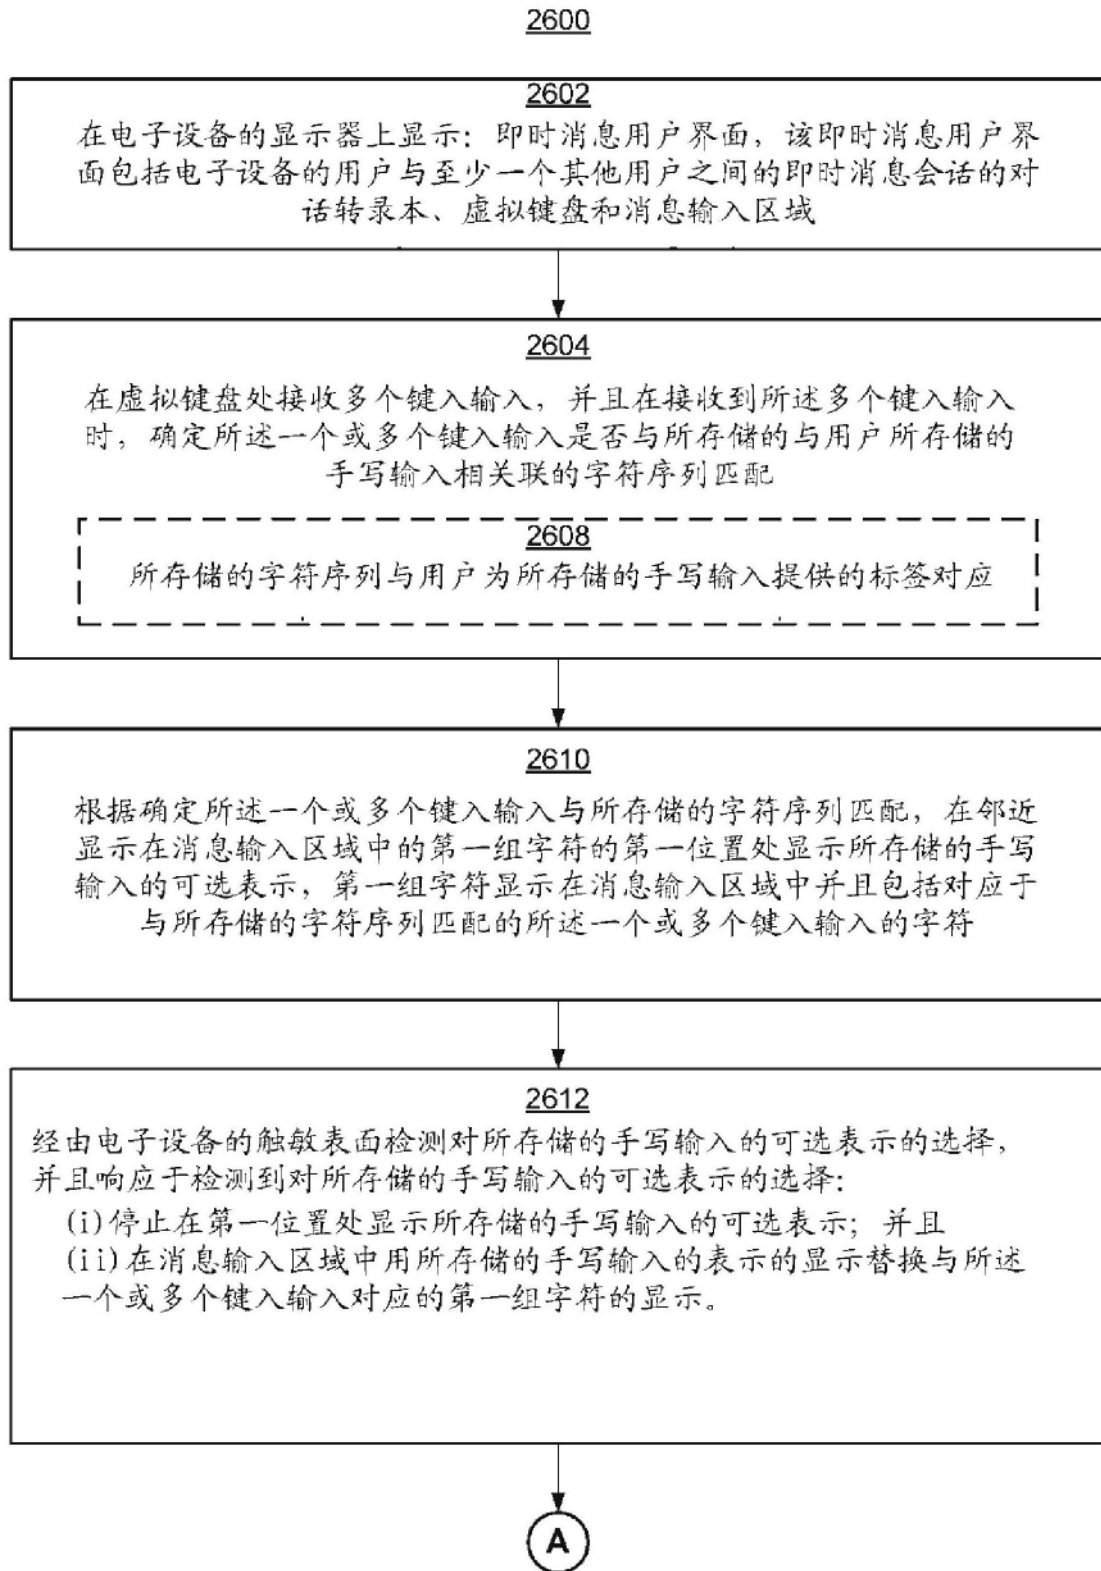 2600
2602
在电子设备的显示器上显示：即时消息用户界面，该即时消息用户界
面包括电子设备的用户与至少一个其他用户之间的即时消息会话的对
话转录本、虚拟键盘和消息输入区域
2604
在虚拟键盘处接收多个键入输入，并且在接收到所述多个键入输入
时，确定所述一个或多个键入输入是否与所存储的与用户所存储的
手写输入相关联的字符序列匹配
2608
所存储的字符序列与用户为所存储的手写输入提供的标签对应
2610
根据确定所述一个或多个键入输入与所存储的字符序列匹配，在邻近
显示在消息输入区域中的第一组字符的第一位置处显示所存储的手写
输入的可选表示，第一组字符显示在消息输入区域中并且包括对应于
与所存储的字符序列匹配的所述一个或多个键入输入的字符
2612
经由电子设备的触敏表面检测对所存储的手写输入的可选表示的选择，
并且响应于检测到对所存储的手写输入的可选表示的选择：
(i)停止在第一位置处显示所存储的手写输入的可选表示；并且
(ii)在消息输入区域中用所存储的手写输入的表示的显示替换与所述
一个或多个键入输入对应的第一组字符的显示。
A